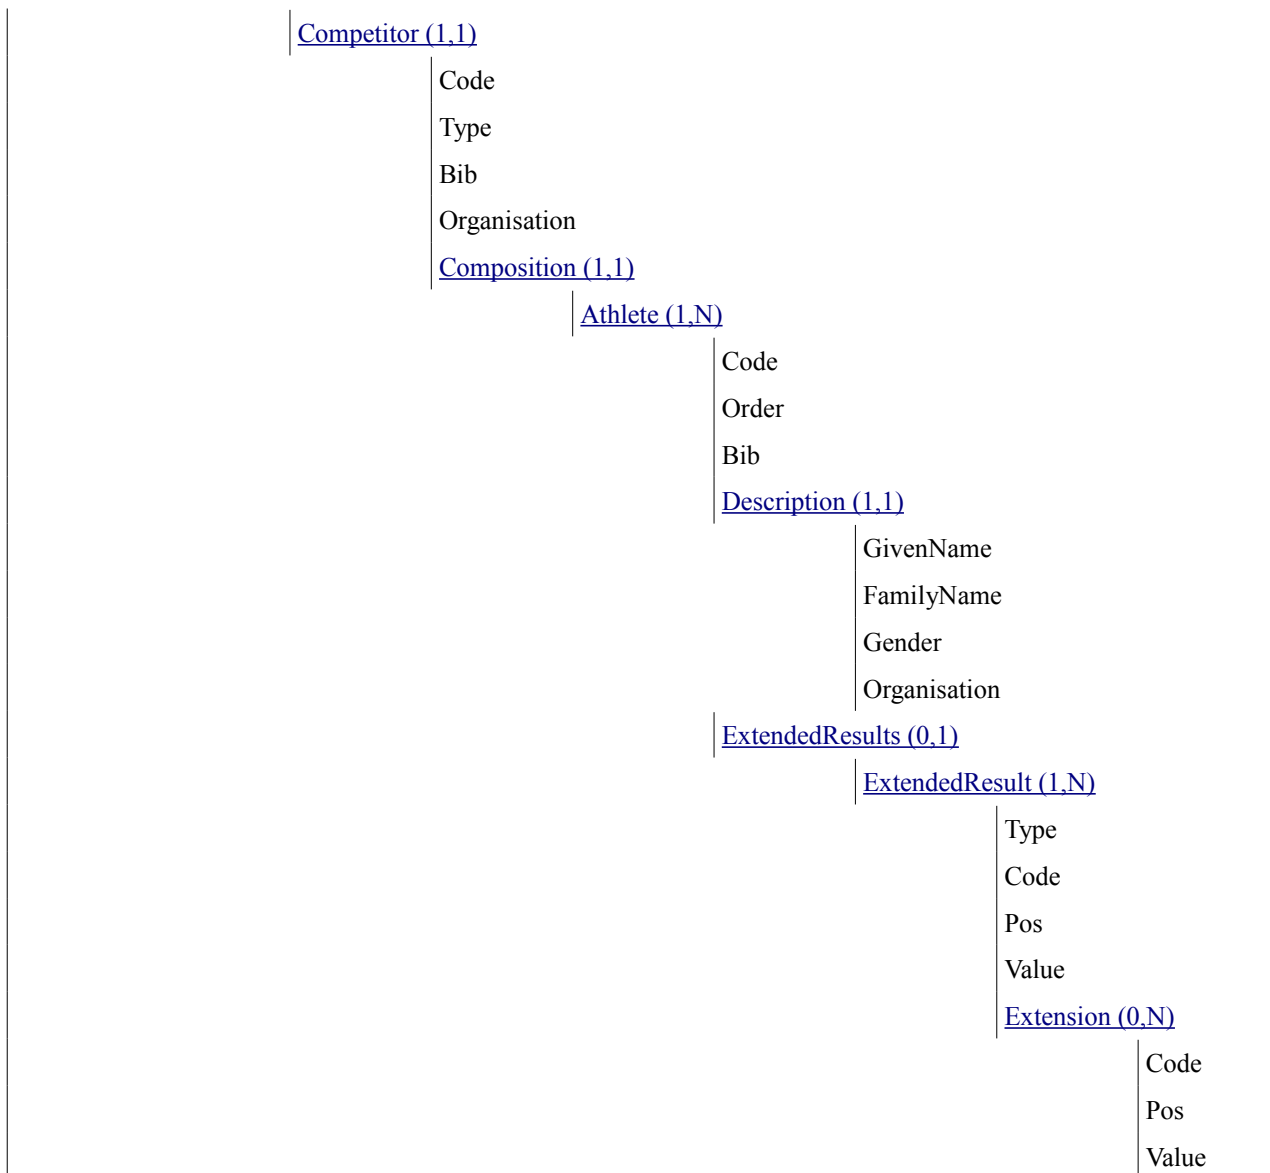 Competitor (1,1)
Code
Type
Bib
Organisation
Composition (1,1)
Athlete (1,N)
Code
Order
Bib
Description (1,1)
GivenName
FamilyName
Gender
Organisation
ExtendedResults (0,1)
ExtendedResult (1,N)
Type
Code
Pos
Value
Extension (0,N)
Code
Pos
Value